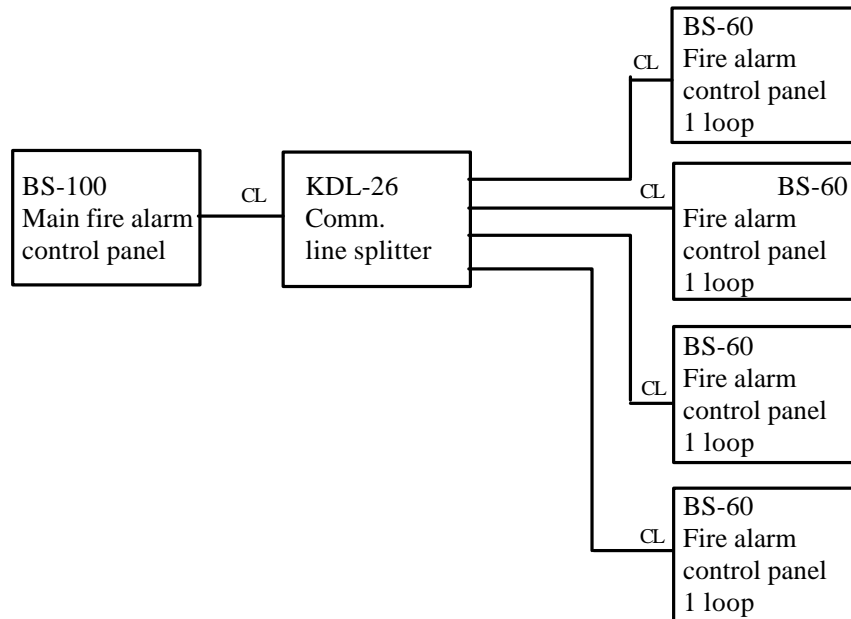 BS-100
Main fire alarm
control panel
CL
KDL-26
Comm.
line splitter
CL
BS-60
Fire alarm
control panel
1 loop
CL
BS-60
Fire alarm
control panel
1 loop
CL
BS-60
Fire alarm
control panel
1 loop
CL
BS-60
Fire alarm
control panel
1 loop